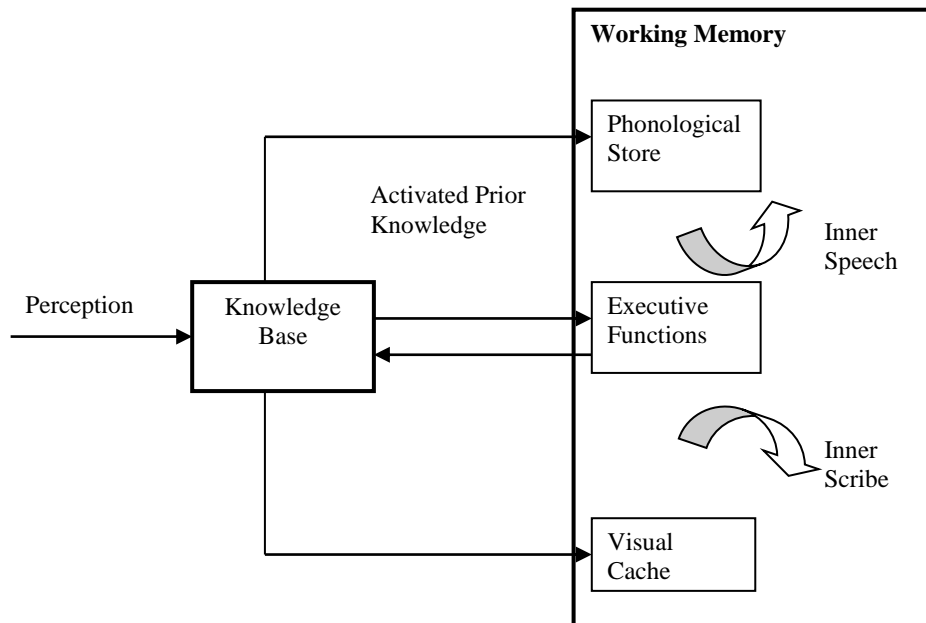 Working Memory
Phonological
Store
Activated Prior
Knowledge
Inner
Speech
Perception
Knowledge
Base
Executive
Functions
Inner
Scribe
Visual
Cache